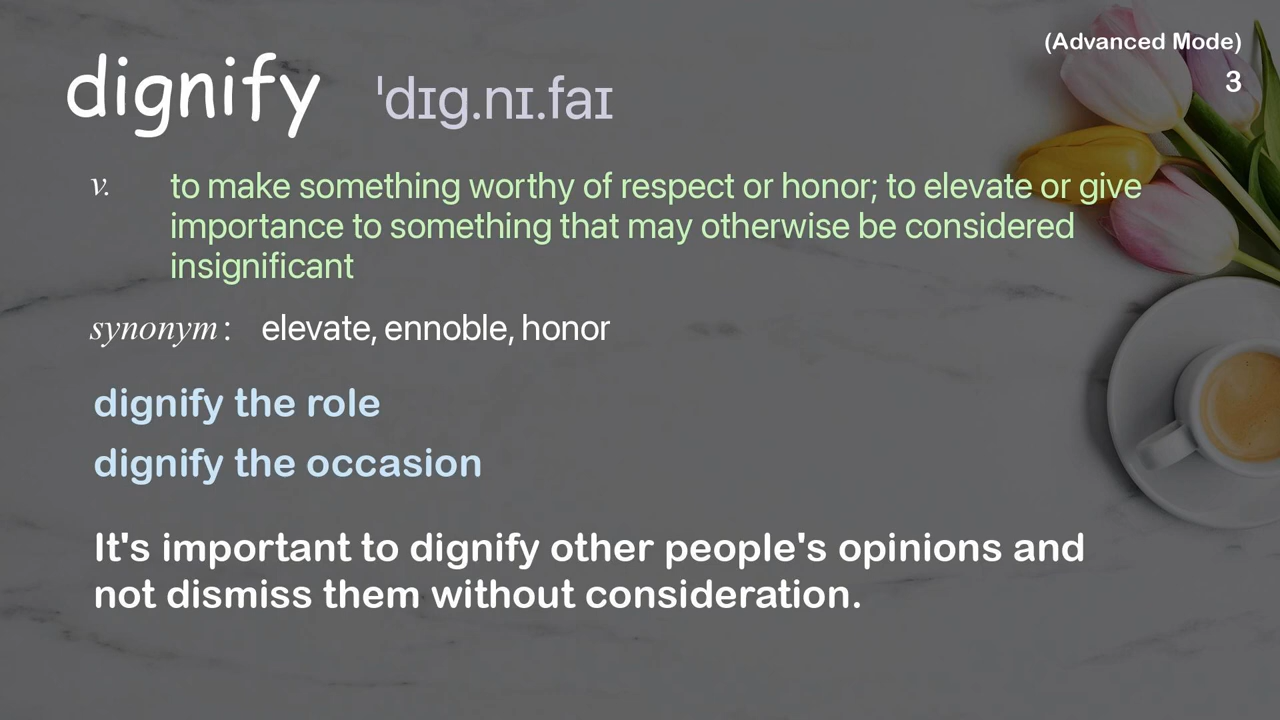 (Advanced Mode)
dignify ˈdɪg.nɪ.faɪ
3
v. to make something worthy of respect or honor; to elevate or give
importance to something that may otherwise be considered
insignificant
synonym: elevate, ennoble, honor
dignify the role
dignify the occasion
It's important to dignify other people's opinions and
not dismiss them without consideration.